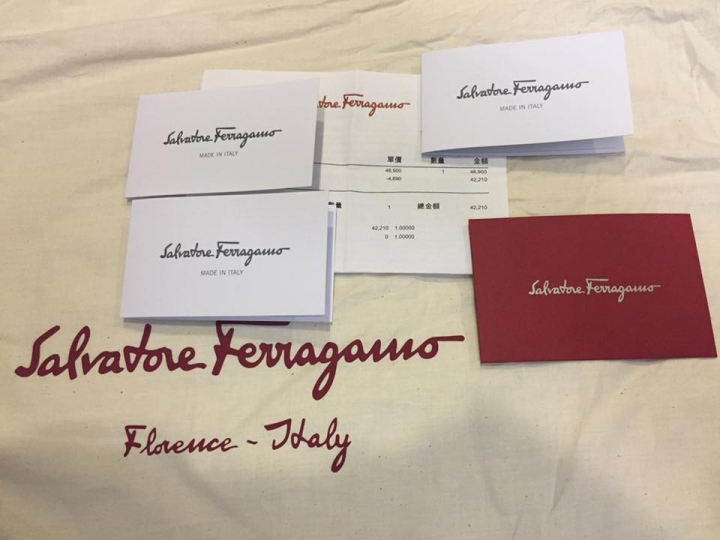 Salvatore Ferragamo
MADE IN ITALY
tore Ferragamo
Salvatore Ferragamo
MADE IN ITALY
單價 數量 金額
46,900 1 46,900
-4,690 42,210
量 1 總金額 42,210
42,210 1.00000
0 1.00000
Salvatore Ferragamo
MADE IN ITALY
Salvatore Ferragamo
Salvatore Ferragamo
Florence - Italy